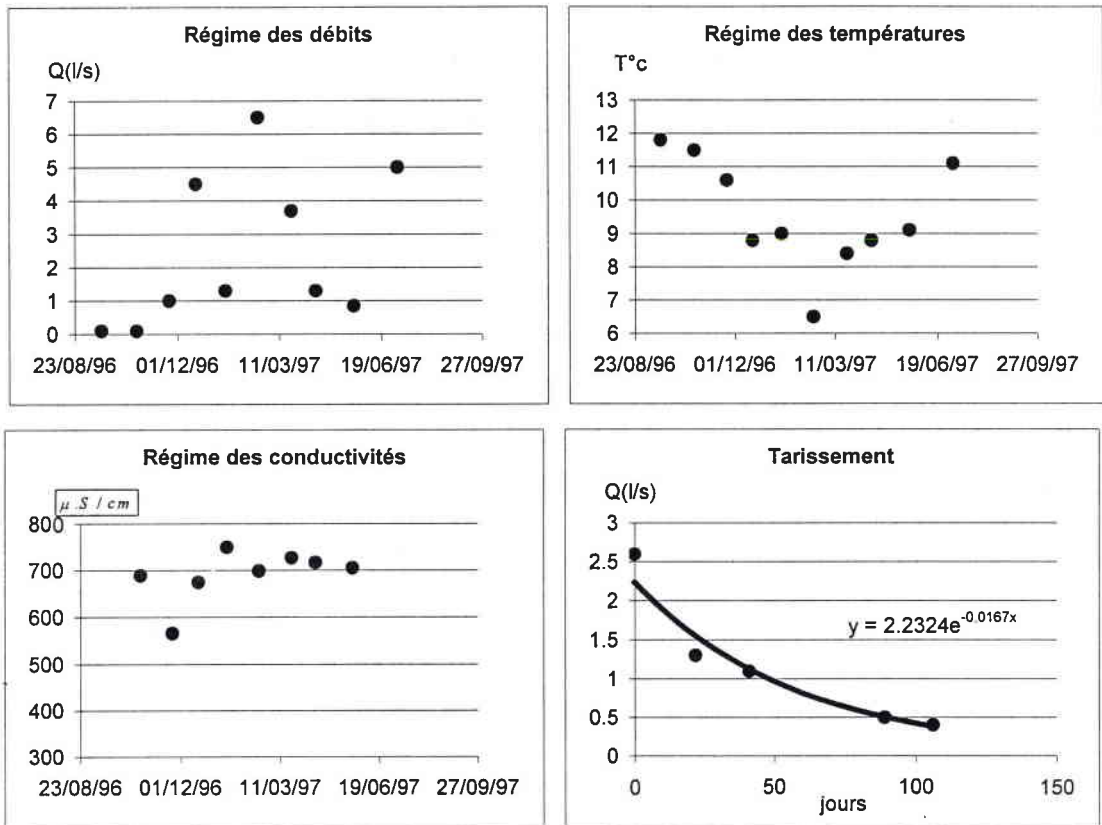 Régime des débits
Q(l/s)
7
6
5
4
3
2
1
0
23/08/96 01/12/96 11/03/97 19/06/97 27/09/97
Régime des températures
T°c
13
12
11
10
9
8
7
6
23/08/96 01/12/96 11/03/97 19/06/97 27/09/97
Régime des conductivités
µ.S / cm
800
700
600
500
400
300
23/08/96 01/12/96 11/03/97 19/06/97 27/09/97
Tarissement
Q(l/s)
3
2.5
2
1.5
1
0.5
0
y = 2.2324e^-0.0167x
0 50 100 150
jours